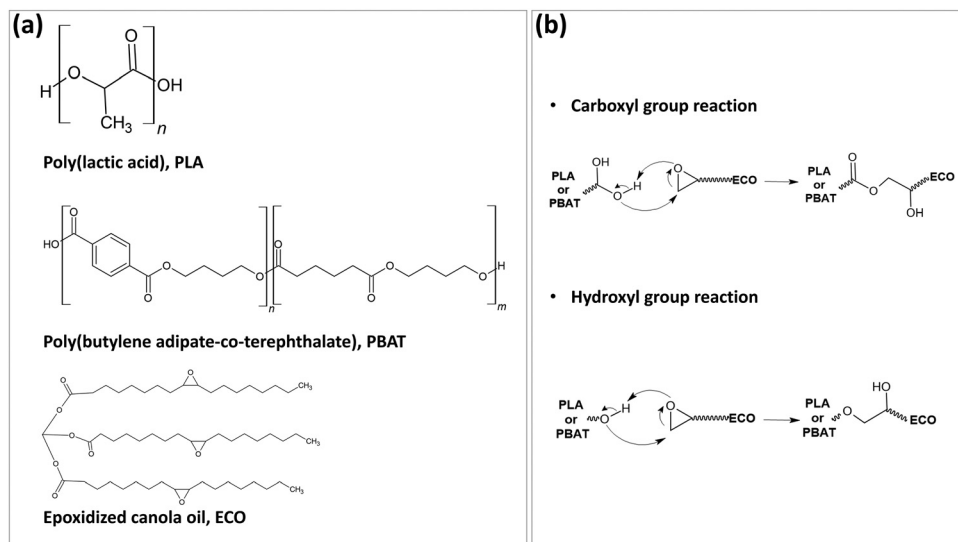 (a)
O
O
H
OH
CH₃
n
Poly(lactic acid), PLA
O
HO
O
O
O
O
O
O
O
H
n
m
Poly(butylene adipate-co-terephthalate), PBAT
O
O
O
CH₃
O
O
O
CH₃
O
O
O
CH₃
Epoxidized canola oil, ECO
(b)
• Carboxyl group reaction
PLA
or
PBAT
OH
O
H
O
ECO
O
PLA
or
PBAT
O
ECO
OH
• Hydroxyl group reaction
PLA
or
PBAT
O
H
O
ECO
PLA
or
PBAT
O
HO
ECO